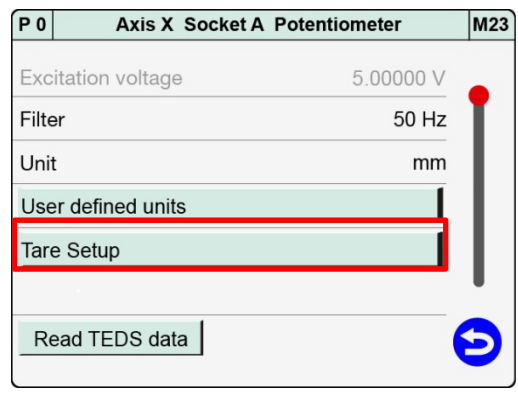 P 0 Axis X Socket A Potentiometer M23
Excitation voltage 5.00000 V
Filter 50 Hz
Unit mm
User defined units
Tare Setup
Read TEDS data